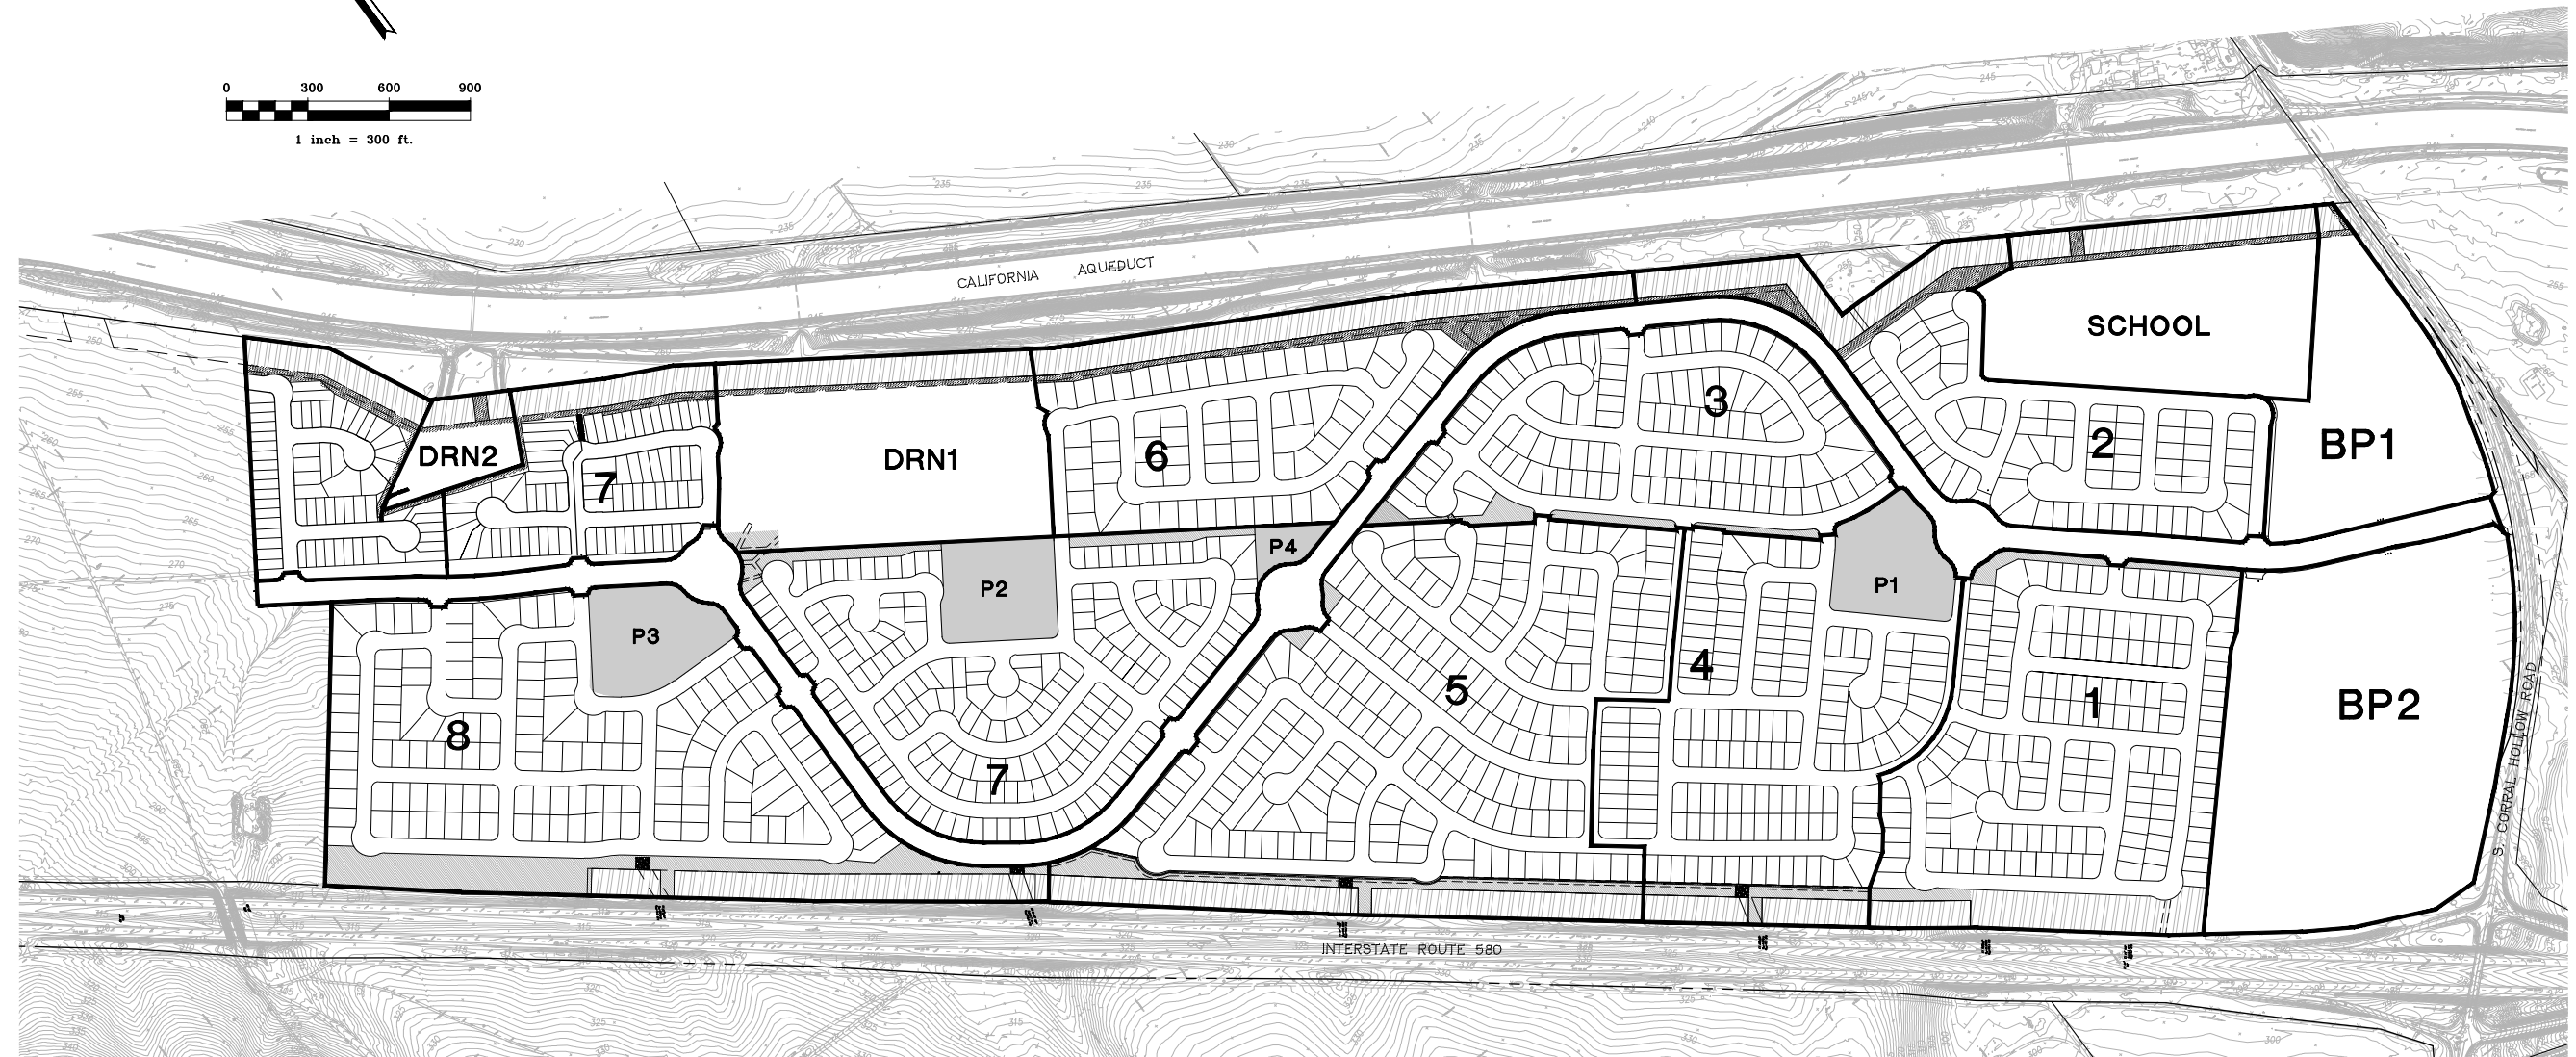 0 300 600 900
1 inch = 300 ft.
CALIFORNIA AQUEDUCT
SCHOOL
3
2
BP1
DRN2
DRN1
6
7
P4
P2
P1
P3
4
5
1
BP2
8
7
S. CORRAL HOLLOW ROAD
INTERSTATE ROUTE 580